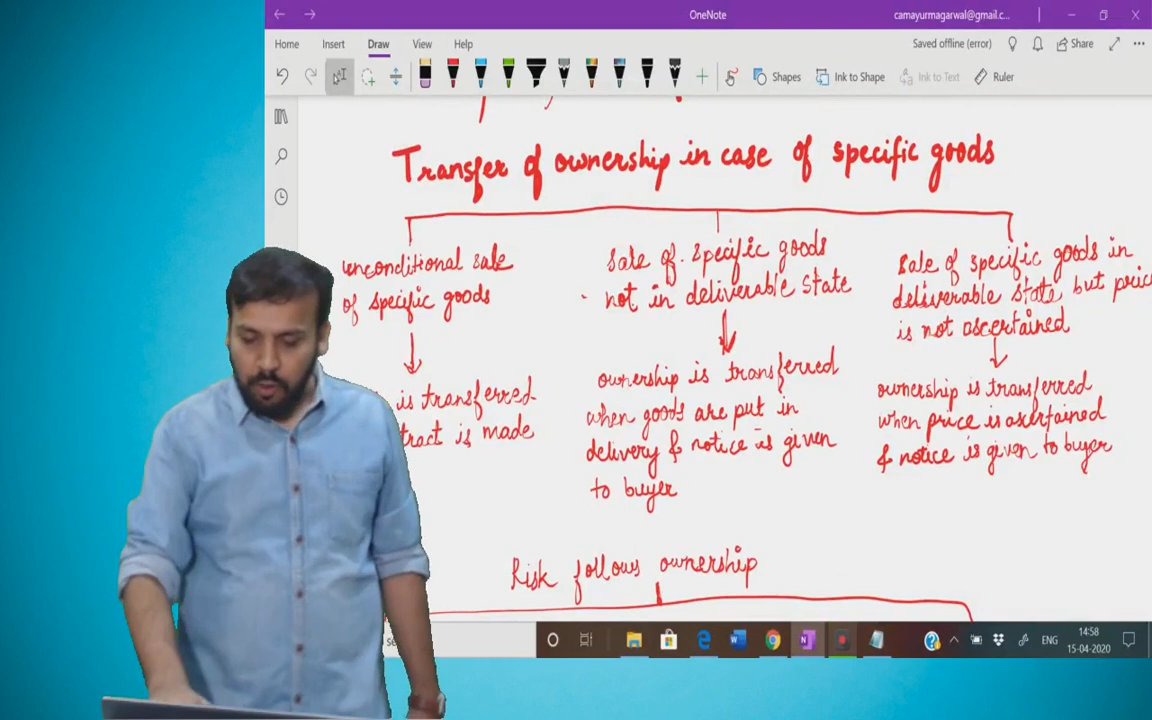 OneNote
camayurmagarwal@gmail.c...
Home Insert Draw View Help
Saved offline (error)
Share
Shapes
Ink to Shape
Ink to Text
Ruler
Transfer of ownership in case of specific goods
unconditional sale
of specific goods
is transferred
tract is made
Sale of specific goods
not in deliverable state
ownership is transferred
when goods are put in
delivery & notice is given
to buyer
Sale of specific goods in
deliverable state, but pric
is not ascertained
ownership is transferred
when price is ascertained
& notice is given to buyer
Risk follows ownership
ENG
14:58
15-04-2020